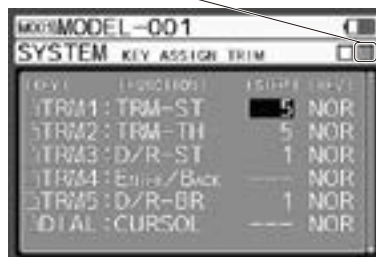 M001MODEL-001
SYSTEM KEY ASSIGN TRIM
(KEY) (FUNCTION) (STEP) (REV)
TRM1:TRM-ST 5 NOR
TRM2:TRM-TH 5 NOR
TRM3:D/R-ST 1 NOR
TRM4:Enter/Back --- NOR
TRM5:D/R-BR 1 NOR
DIAL:CURSOL --- NOR